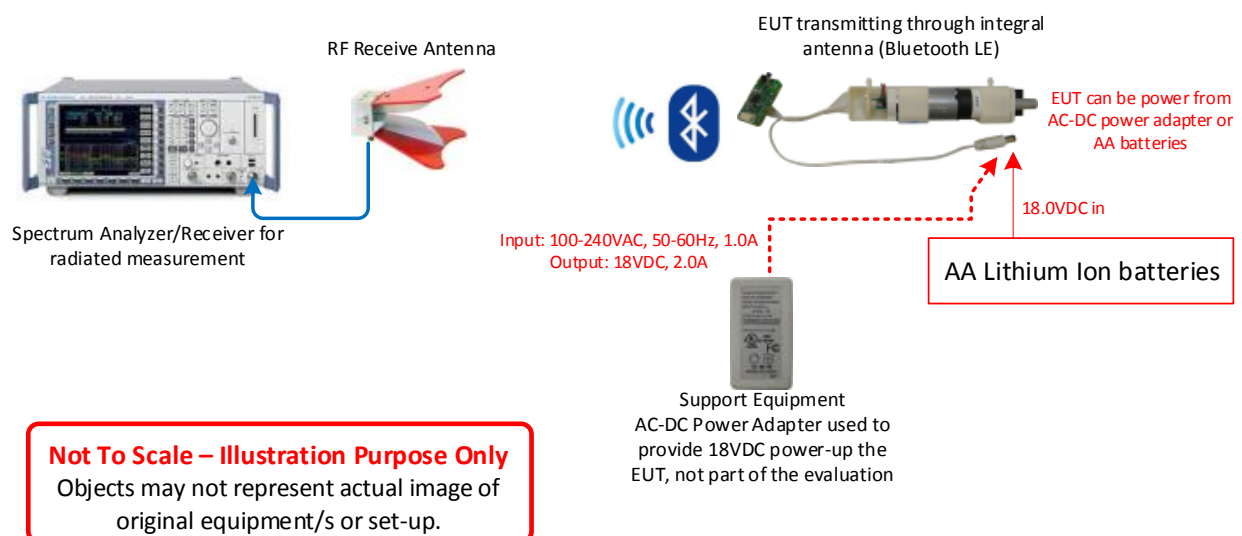 EUT transmitting through integral
antenna (Bluetooth LE)
RF Receive Antenna
EUT can be power from
AC-DC power adapter or
AA batteries
18.0VDC in
Spectrum Analyzer/Receiver for
radiated measurement
Input: 100-240VAC, 50-60Hz, 1.0A
Output: 18VDC, 2.0A
AA Lithium Ion batteries
Support Equipment
AC-DC Power Adapter used to
provide 18VDC power-up the
EUT, not part of the evaluation
Not To Scale – Illustration Purpose Only
Objects may not represent actual image of
original equipment/s or set-up.